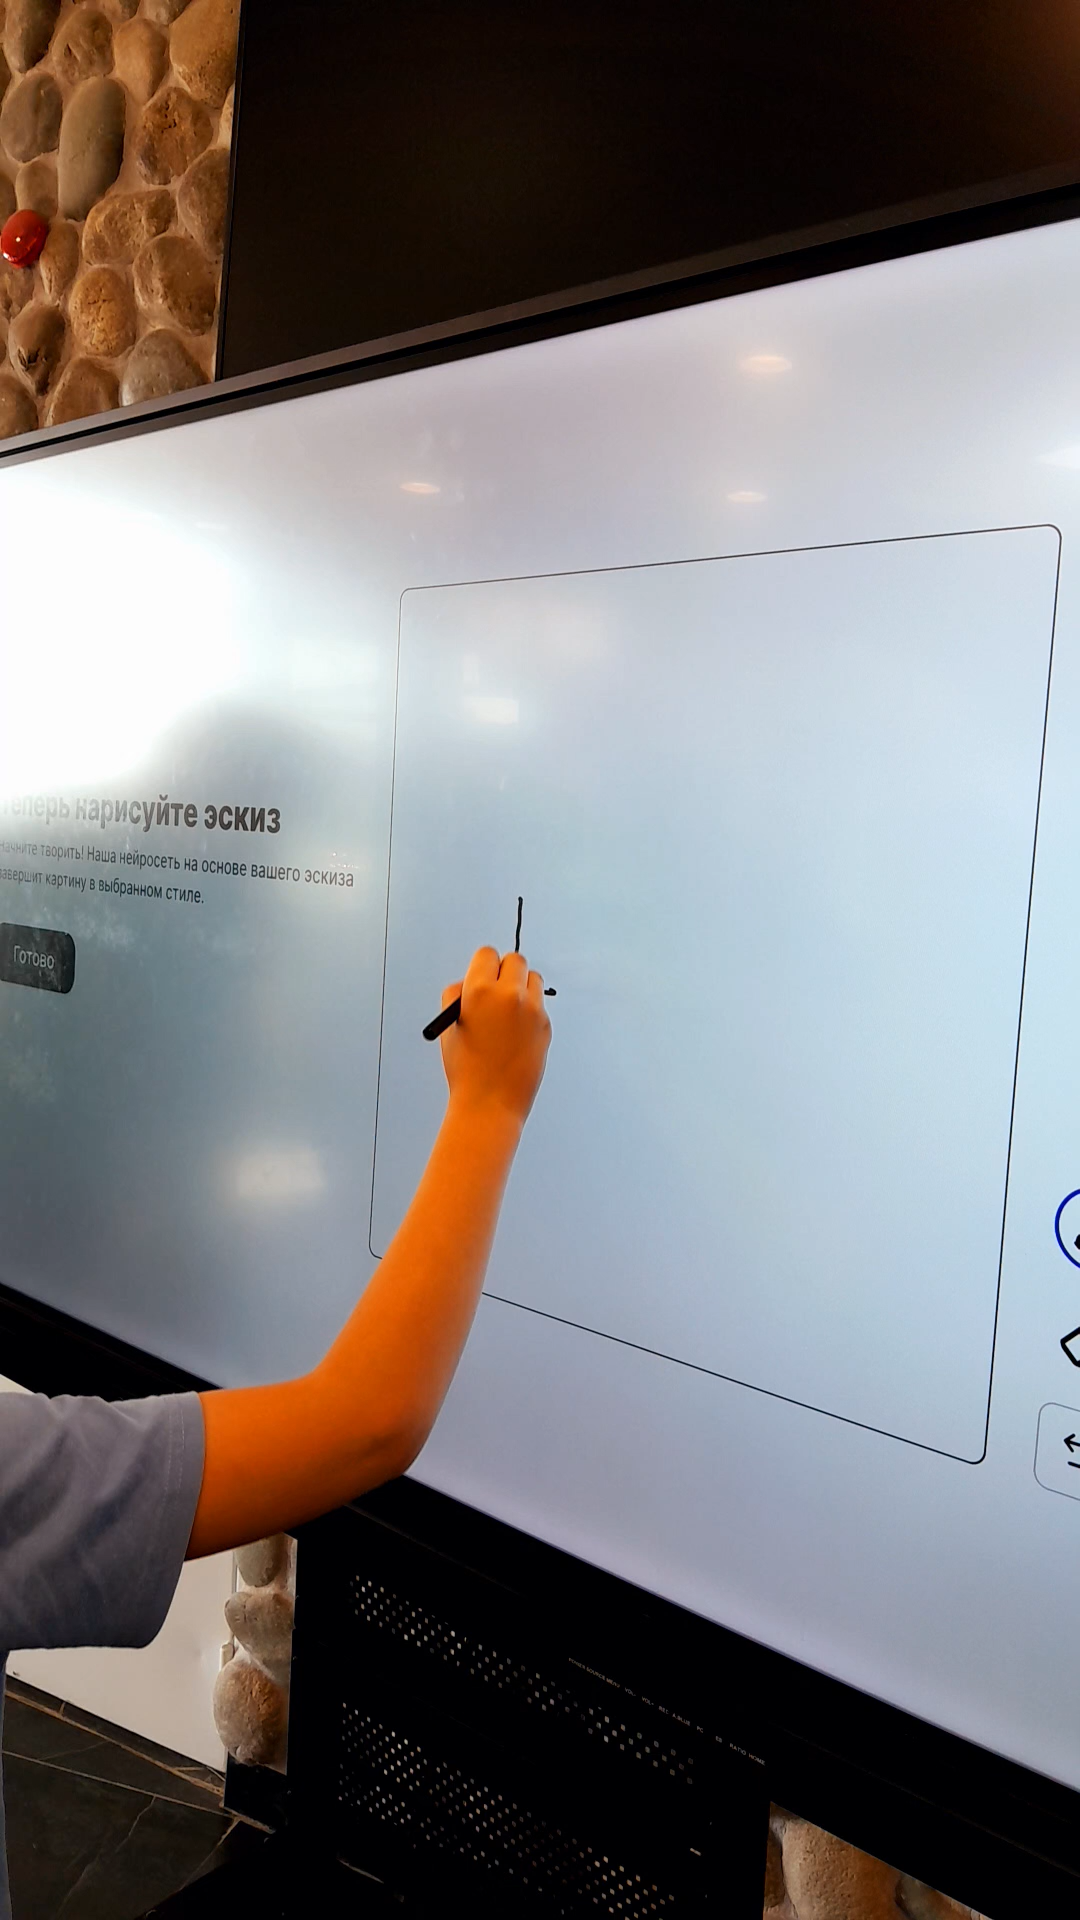 Теперь нарисуйте эскиз
Начните творить! Наша нейросеть на основе вашего эскиза
завершит картину в выбранном стиле.
Готово